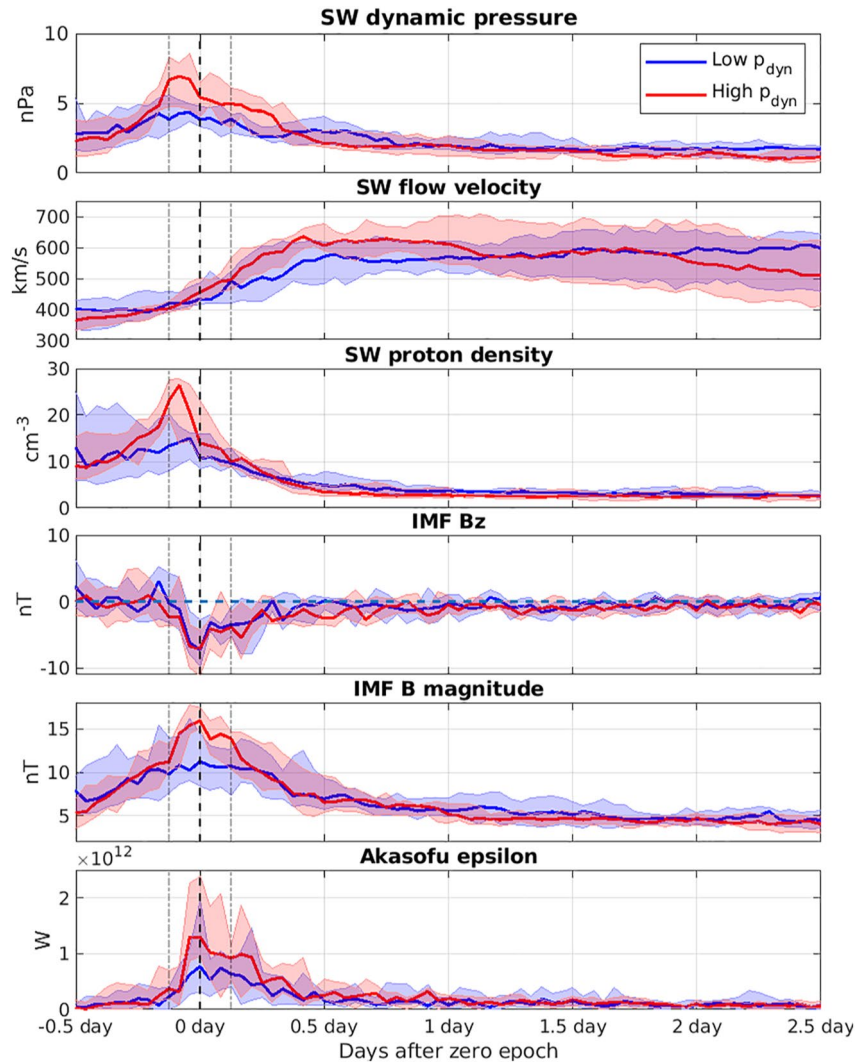 SW dynamic pressure
10
5
0
nPa
Low p_dyn
High p_dyn
SW flow velocity
700
600
500
400
300
km/s
SW proton density
30
20
10
0
cm⁻³
IMF Bz
10
0
-10
nT
IMF B magnitude
15
10
5
nT
Akasofu epsilon
×10¹²
2
1
0
W
-0.5 day 0 day 0.5 day 1 day 1.5 day 2 day 2.5 day
Days after zero epoch